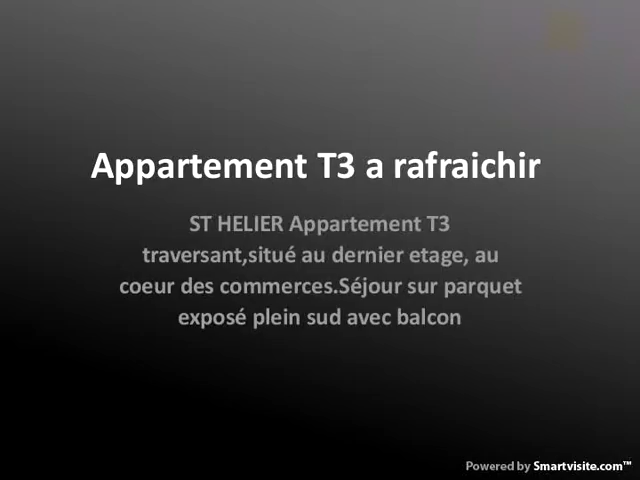 Appartement T3 a rafraichir
ST HELIER Appartement T3
traversant,situé au dernier etage, au
coeur des commerces.Séjour sur parquet
exposé plein sud avec balcon
Powered by Smartvisite.com™